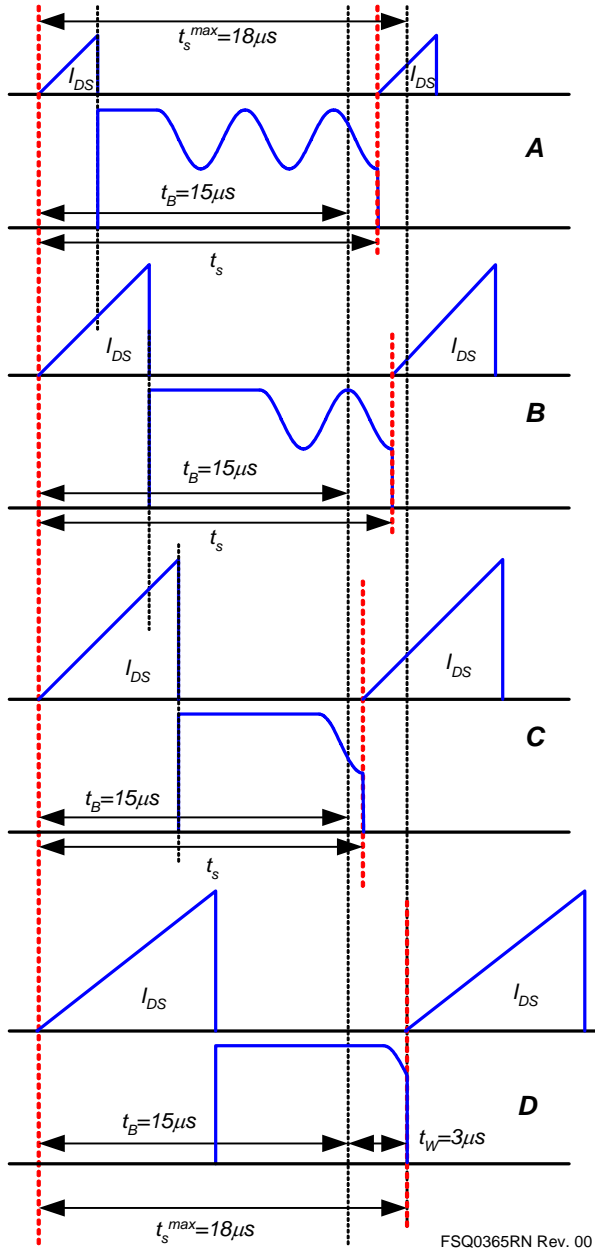 t_s^max=18μs
I_DS
I_DS
A
t_B=15μs
t_s
I_DS
I_DS
B
t_B=15μs
t_s
I_DS
I_DS
C
t_B=15μs
t_s
I_DS
I_DS
D
t_B=15μs
t_W=3μs
t_s^max=18μs
FSQ0365RN Rev. 00